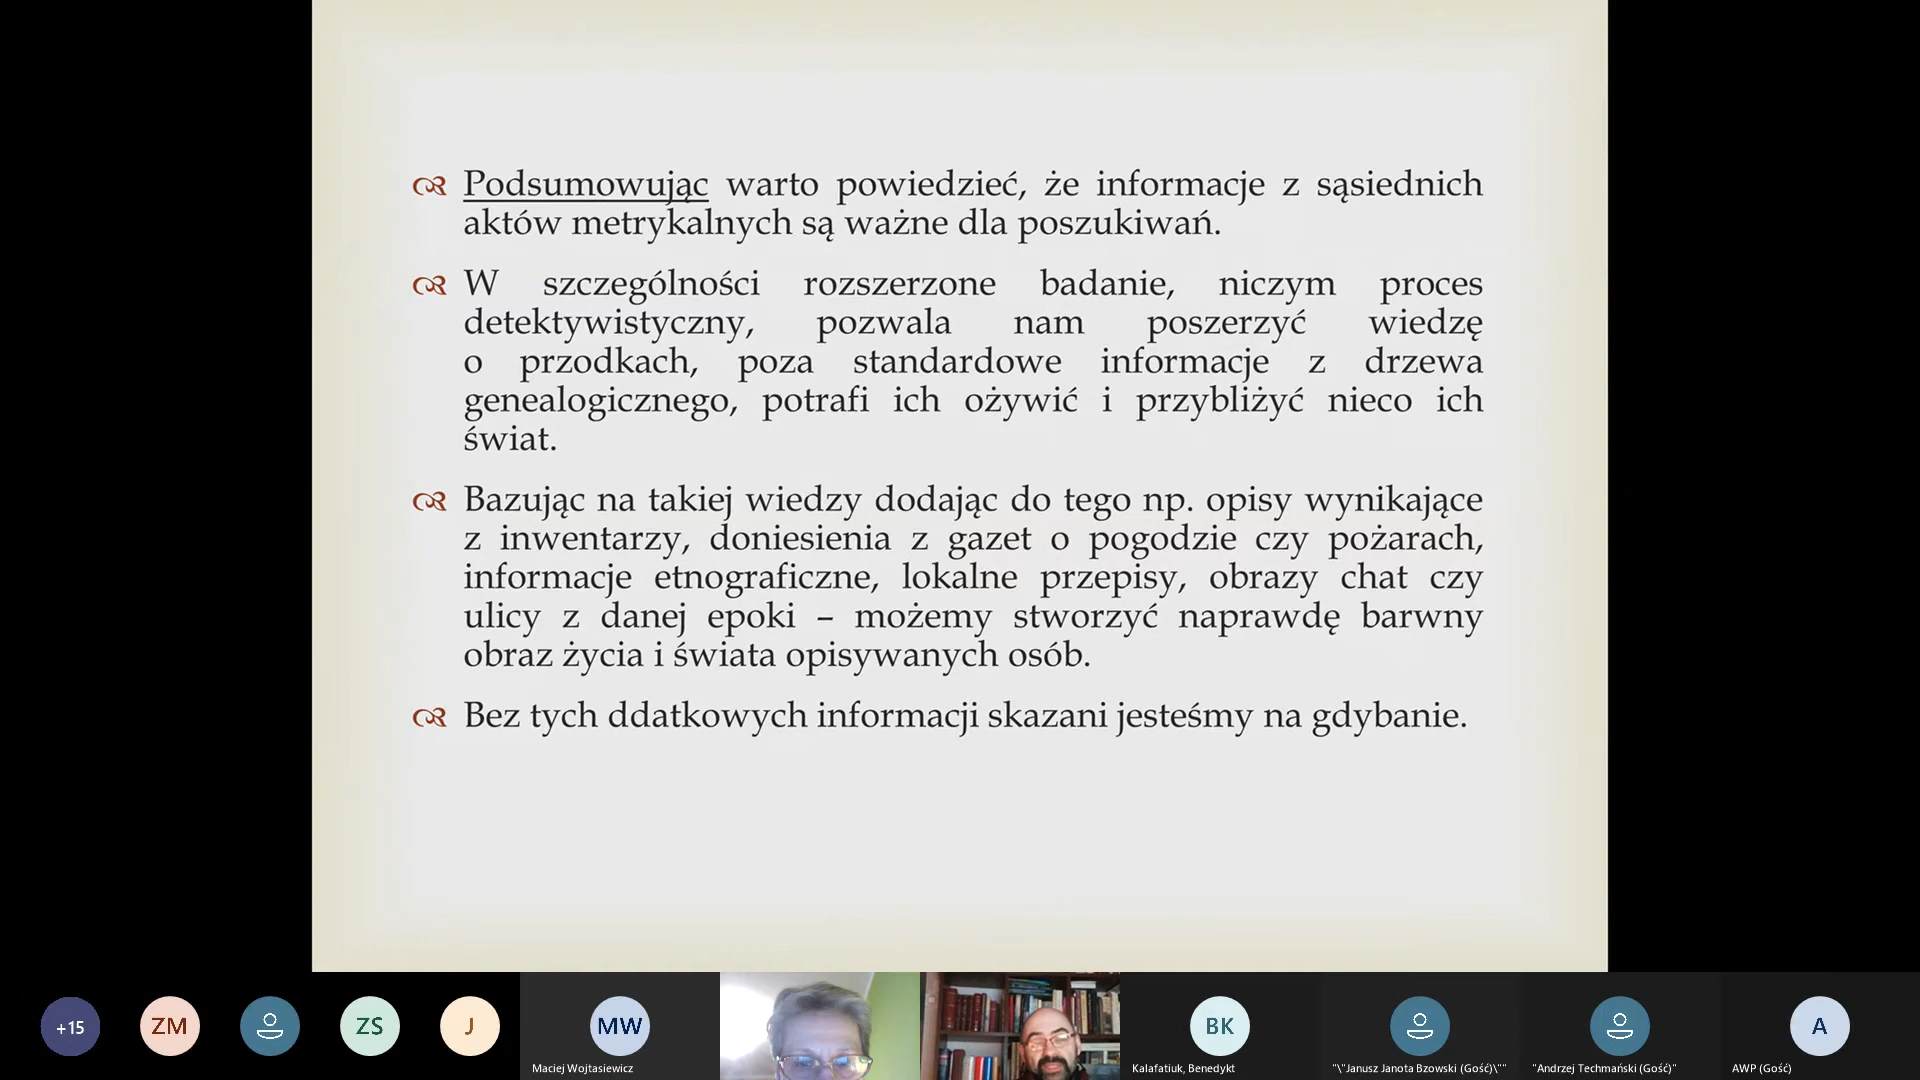 Podsumowując warto powiedzieć, że informacje z sąsiednich
aktów metrykalnych są ważne dla poszukiwań.
W szczególności rozszerzone badanie, niczym proces
detektywistyczny, pozwala nam poszerzyć wiedzę
o przodkach, poza standardowe informacje z drzewa
genealogicznego, potrafi ich ożywić i przybliżyć nieco ich
świat.
Bazując na takiej wiedzy dodając do tego np. opisy wynikające
z inwentarzy, doniesienia z gazet o pogodzie czy pożarach,
informacje etnograficzne, lokalne przepisy, obrazy chat czy
ulicy z danej epoki – możemy stworzyć naprawdę barwny
obraz życia i świata opisywanych osób.
Bez tych ddatkowych informacji skazani jesteśmy na gdybanie.
+15
ZM
ZS
J
MW
Maciej Wojtasiewicz
BK
Kalafatiuk, Benedykt
"\"Janusz Janota Bzowski (Gość)\""
"Andrzej Techmański (Gość)"
A
AWP (Gość)